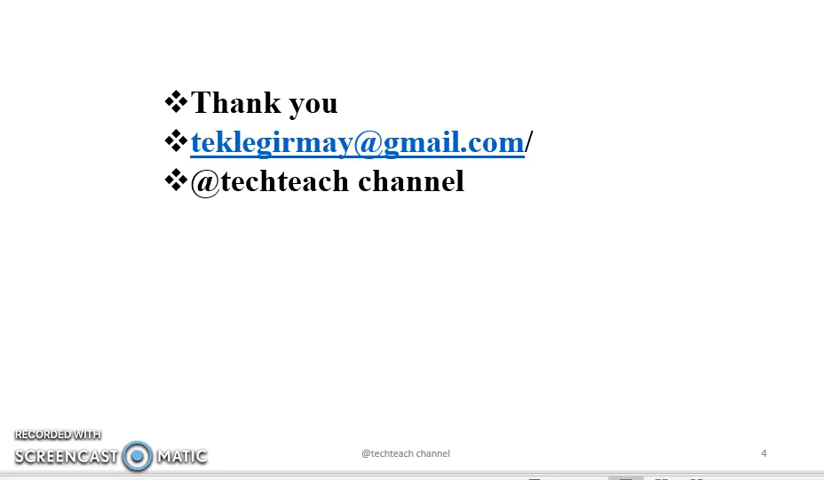 ❖Thank you
❖teklegirmay@gmail.com/
❖@techteach channel
RECORDED WITH
SCREENCAST MATIC
@techteach channel
4